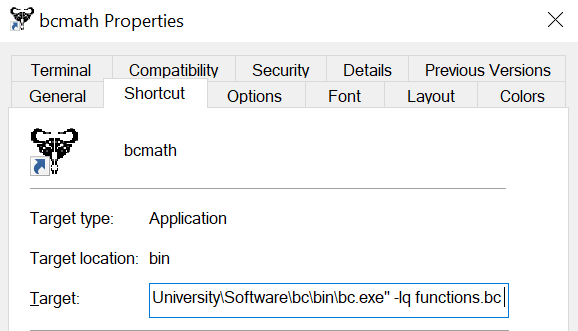 bcmath Properties
Terminal Compatibility Security Details Previous Versions
General Shortcut Options Font Layout Colors
bcmath
Target type: Application
Target location: bin
Target: University\Software\bc\bin\bc.exe" -lq functions.bc